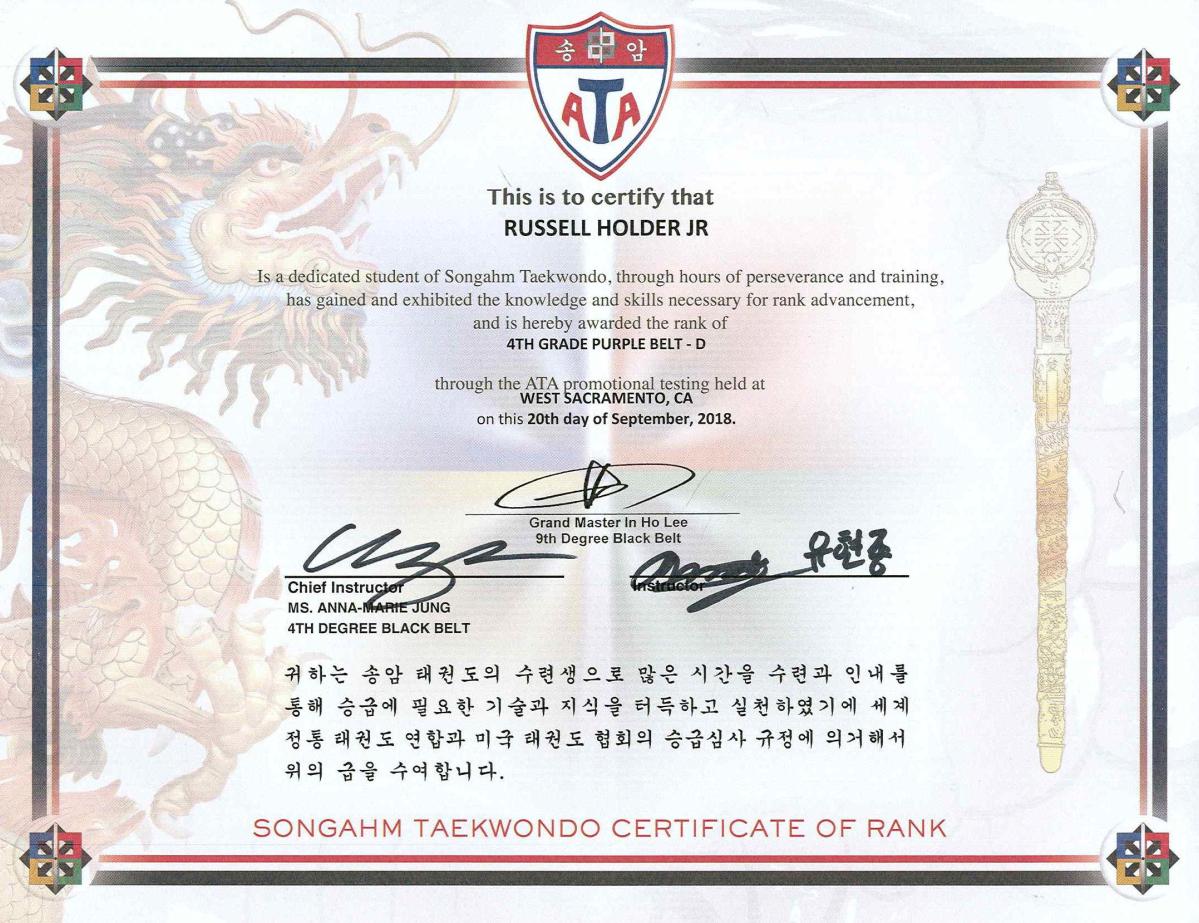 송 암
ATA
This is to certify that
RUSSELL HOLDER JR
Is a dedicated student of Songahm Taekwondo, through hours of perseverance and training,
has gained and exhibited the knowledge and skills necessary for rank advancement,
and is hereby awarded the rank of
4TH GRADE PURPLE BELT - D
through the ATA promotional testing held at
WEST SACRAMENTO, CA
on this 20th day of September, 2018.
Grand Master In Ho Lee
9th Degree Black Belt
유현종
Chief Instructor
Instructor
MS. ANNA-MARIE JUNG
4TH DEGREE BLACK BELT
귀하는 송암 태권도의 수련생으로 많은 시간을 수련과 인내를
통해 승급에 필요한 기술과 지식을 터득하고 실천하였기에 세계
정통 태권도 연합과 미국 태권도 협회의 승급심사 규정에 의거해서
위의 급을 수여합니다.
SONGAHM TAEKWONDO CERTIFICATE OF RANK